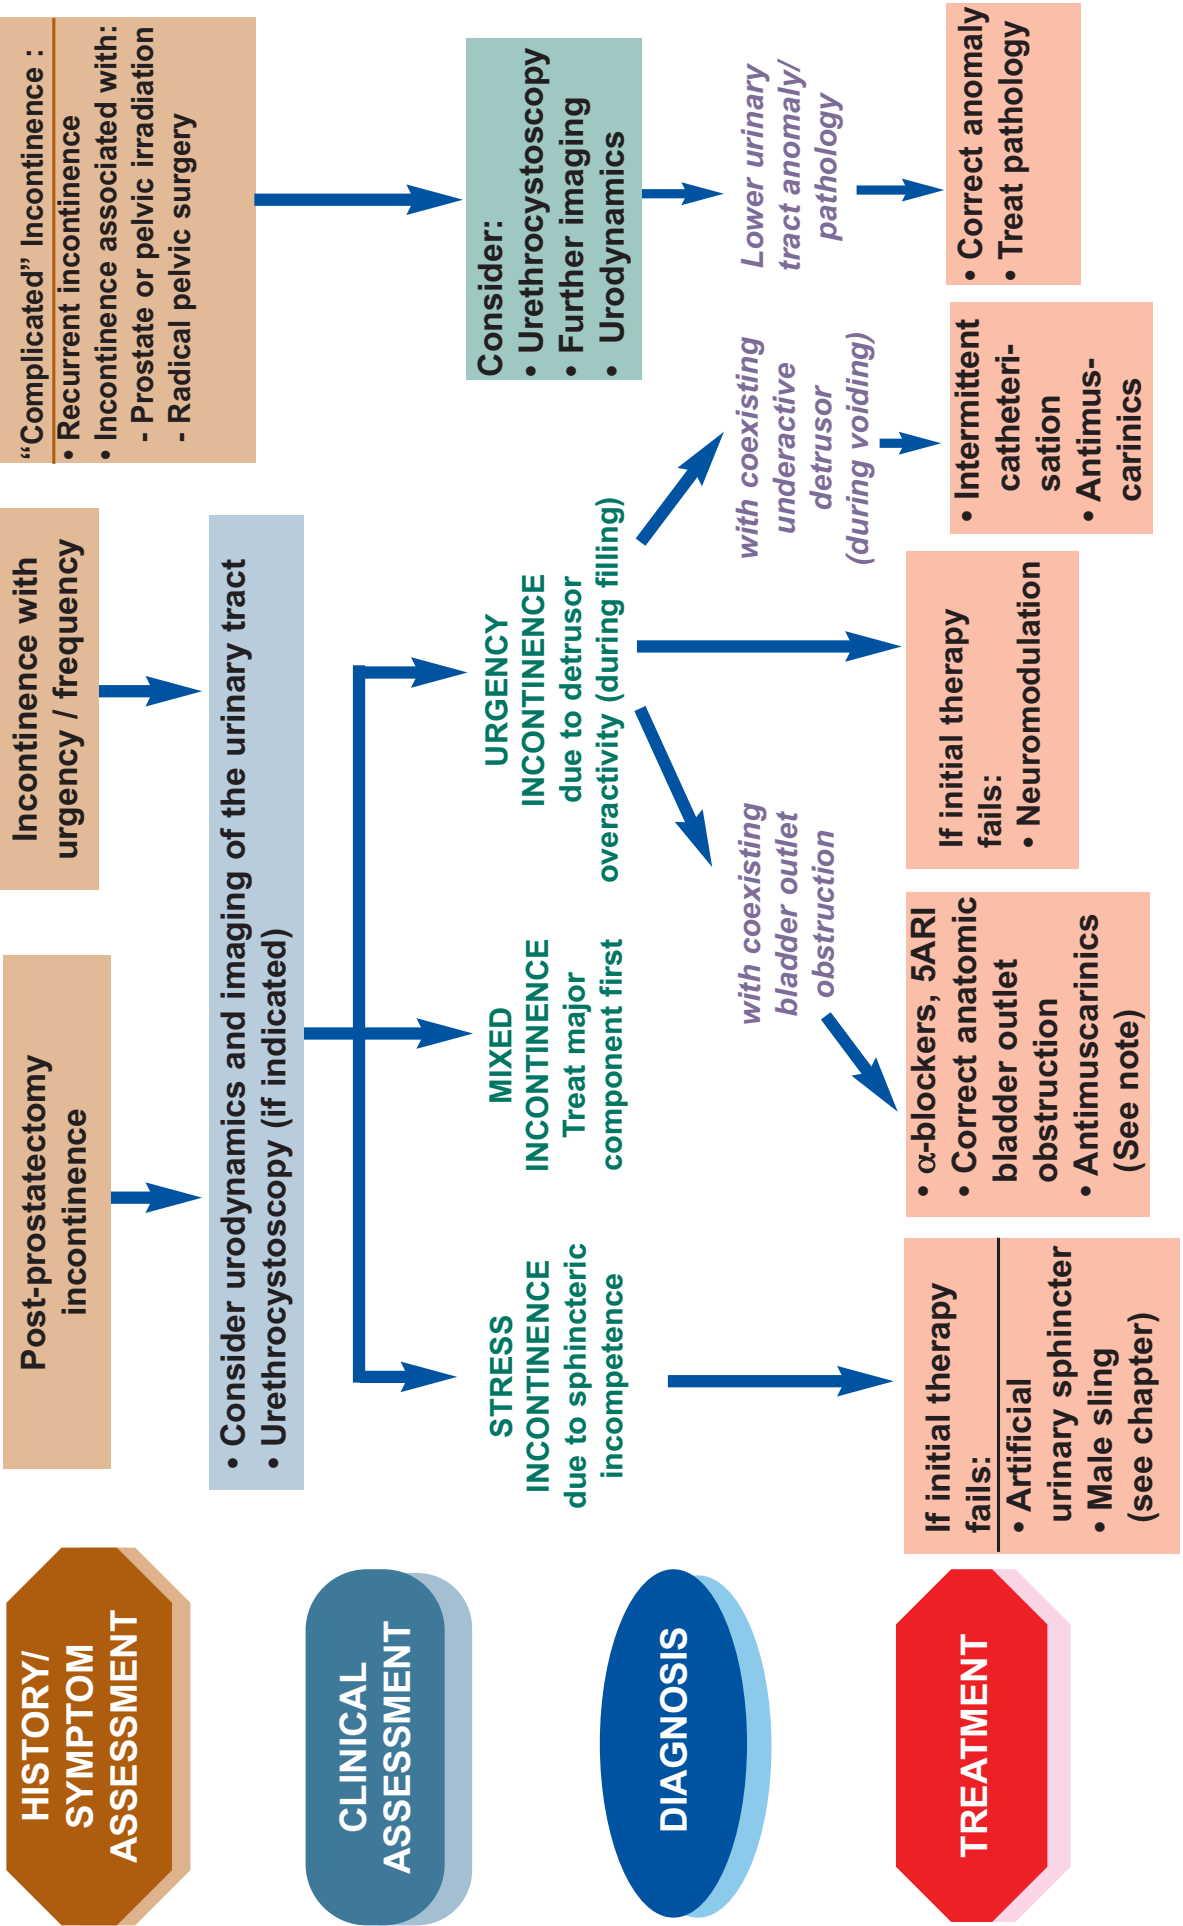 HISTORY/
SYMPTOM
ASSESSMENT
Post-prostatectomy
incontinence
Incontinence with
urgency / frequency
“Complicated” Incontinence :
• Recurrent incontinence
• Incontinence associated with:
- Prostate or pelvic irradiation
- Radical pelvic surgery
CLINICAL
ASSESSMENT
• Consider urodynamics and imaging of the urinary tract
• Urethrocystoscopy (if indicated)
Consider:
• Urethrocystoscopy
• Further imaging
• Urodynamics
DIAGNOSIS
STRESS
INCONTINENCE
due to sphincteric
incompetence
MIXED
INCONTINENCE
Treat major
component first
URGENCY
INCONTINENCE
due to detrusor
overactivity (during filling)
with coexisting
bladder outlet
obstruction
with coexisting
underactive
detrusor
(during voiding)
Lower urinary
tract anomaly/
pathology
TREATMENT
If initial therapy
fails:
• Artificial
urinary sphincter
• Male sling
(see chapter)
• α-blockers, 5ARI
• Correct anatomic
bladder outlet
obstruction
• Antimuscarinics
(See note)
If initial therapy
fails:
• Neuromodulation
• Intermittent
catheteri-
sation
• Antimus-
carinics
• Correct anomaly
• Treat pathology